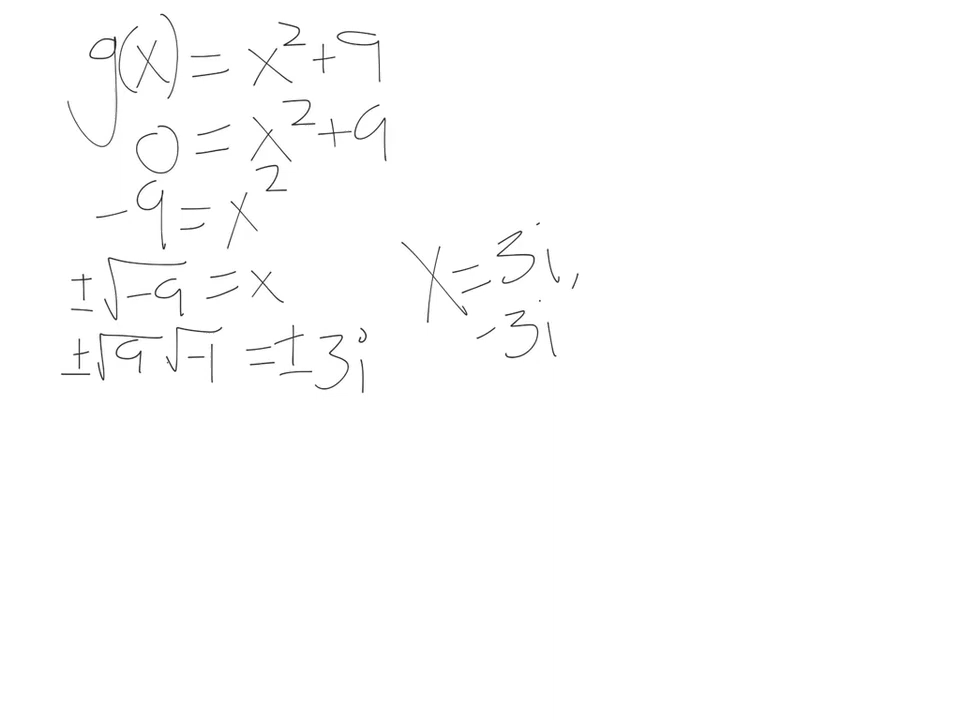 g(x) = x² + 9
0 = x² + 9
-9 = x²
±√-9 = x
±√9 √-1 = ±3i
x = 3i,
-3i